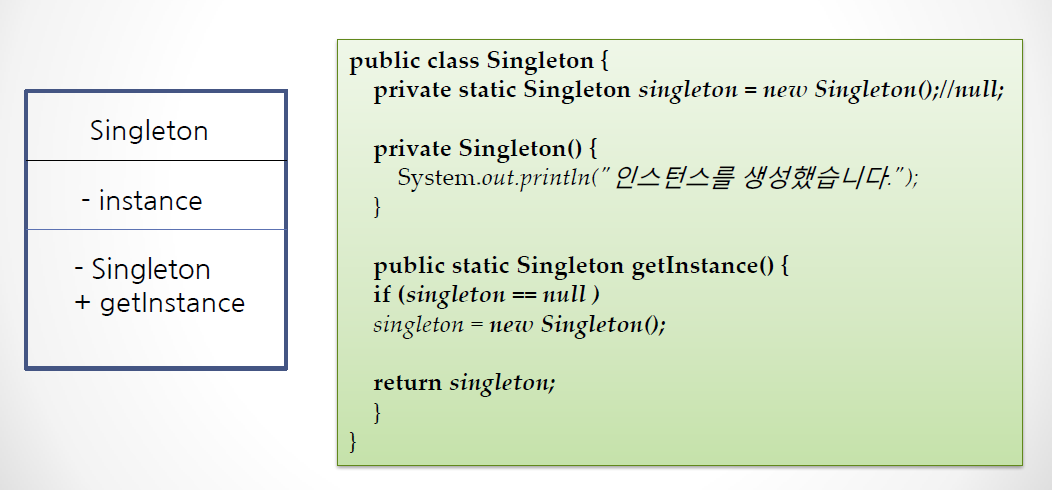 Singleton
- instance
- Singleton
+ getInstance
public class Singleton {
private static Singleton singleton = new Singleton();//null;
private Singleton() {
System.out.println("인스턴스를 생성했습니다.");
}
public static Singleton getInstance() {
if (singleton == null )
singleton = new Singleton();
return singleton;
}
}